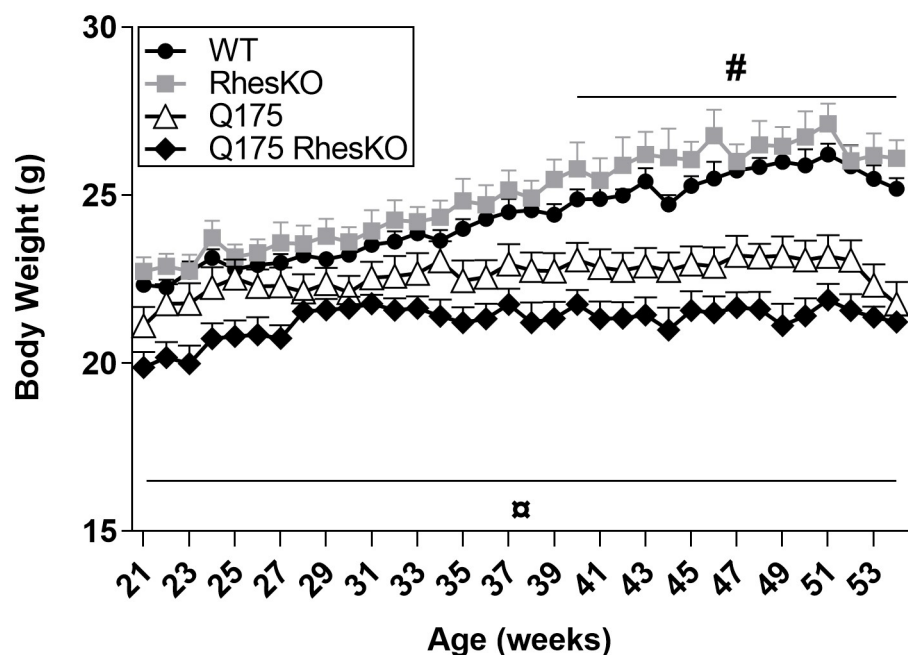 30
25
20
15
Body Weight (g)
WT
RhesKO
Q175
Q175 RhesKO
#
¤
21 23 25 27 29 31 33 35 37 39 41 43 45 47 49 51 53
Age (weeks)